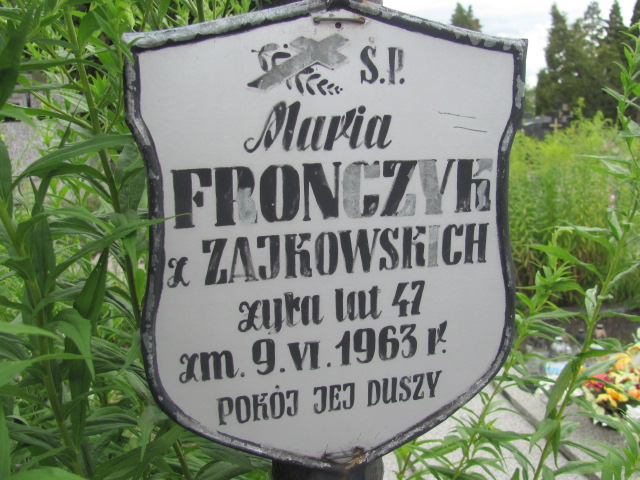 Ś.P.
Maria
FRONCZYK
z ZAJKOWSKICH
żyła lat 47
zm. 9.VI.1963 r.
POKÓJ JEJ DUSZY